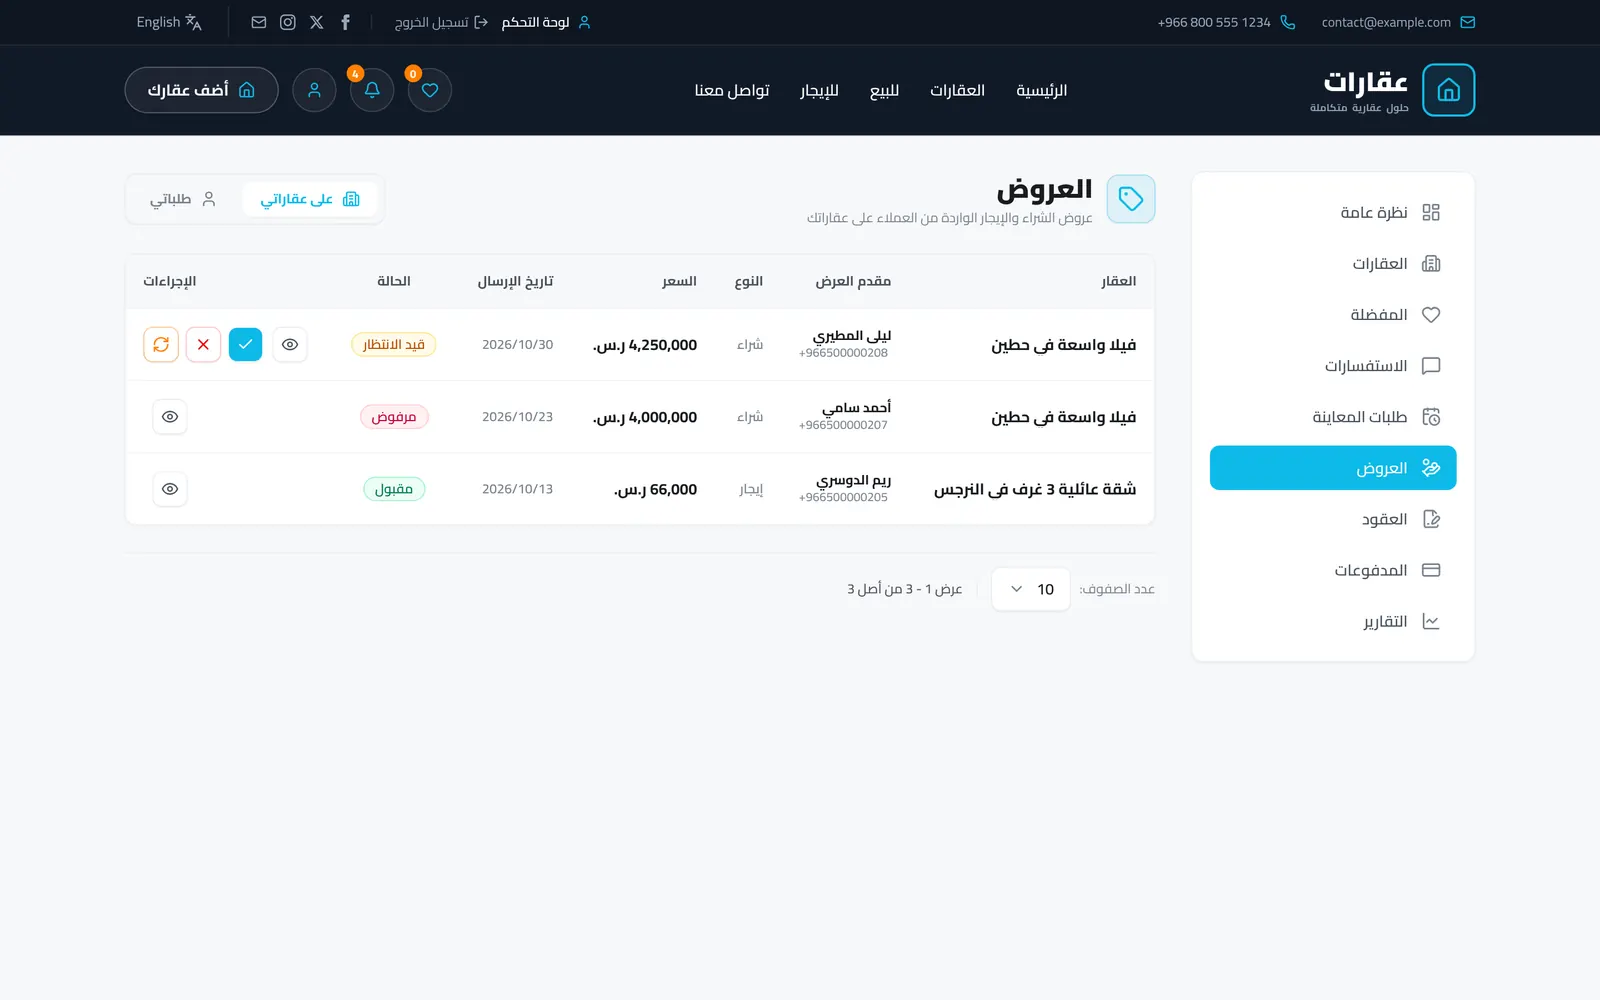 contact@example.com
+966 800 555 1234
لوحة التحكم
تسجيل الخروج
English
عقارات
حلول عقارية متكاملة
الرئيسية
العقارات
للبيع
للإيجار
تواصل معنا
0
4
أضف عقارك
نظرة عامة
العقارات
المفضلة
الاستفسارات
طلبات المعاينة
العروض
العقود
المدفوعات
التقارير
العروض
عروض الشراء والإيجار الواردة من العملاء على عقاراتك
على عقاراتي
طلباتي
العقار مقدم العرض النوع السعر تاريخ الإرسال الحالة الإجراءات
فيلا واسعة في حطين ليلى المطيري شراء 4,250,000 ر.س. 2026/10/30 قيد الانتظار
+966500000208
فيلا واسعة في حطين أحمد سامي شراء 4,000,000 ر.س. 2026/10/23 مرفوض
+966500000207
شقة عائلية 3 غرف في النرجس ريم الدوسري إيجار 66,000 ر.س. 2026/10/13 مقبول
+966500000205
عدد الصفوف: 10 عرض 1 - 3 من أصل 3